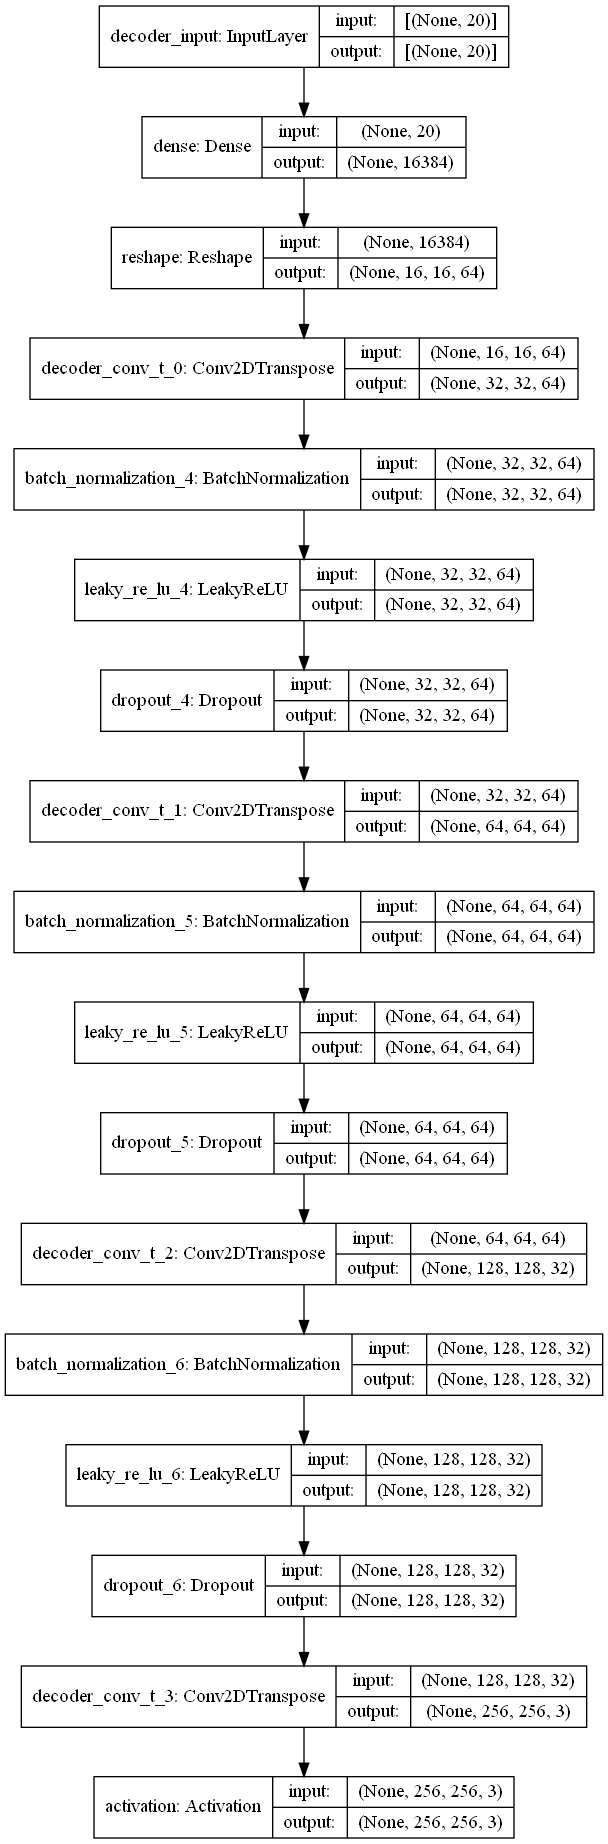 decoder_input: InputLayer
input: [(None, 20)]
output: [(None, 20)]
dense: Dense
input: (None, 20)
output: (None, 16384)
reshape: Reshape
input: (None, 16384)
output: (None, 16, 16, 64)
decoder_conv_t_0: Conv2DTranspose
input: (None, 16, 16, 64)
output: (None, 32, 32, 64)
batch_normalization_4: BatchNormalization
input: (None, 32, 32, 64)
output: (None, 32, 32, 64)
leaky_re_lu_4: LeakyReLU
input: (None, 32, 32, 64)
output: (None, 32, 32, 64)
dropout_4: Dropout
input: (None, 32, 32, 64)
output: (None, 32, 32, 64)
decoder_conv_t_1: Conv2DTranspose
input: (None, 32, 32, 64)
output: (None, 64, 64, 64)
batch_normalization_5: BatchNormalization
input: (None, 64, 64, 64)
output: (None, 64, 64, 64)
leaky_re_lu_5: LeakyReLU
input: (None, 64, 64, 64)
output: (None, 64, 64, 64)
dropout_5: Dropout
input: (None, 64, 64, 64)
output: (None, 64, 64, 64)
decoder_conv_t_2: Conv2DTranspose
input: (None, 64, 64, 64)
output: (None, 128, 128, 32)
batch_normalization_6: BatchNormalization
input: (None, 128, 128, 32)
output: (None, 128, 128, 32)
leaky_re_lu_6: LeakyReLU
input: (None, 128, 128, 32)
output: (None, 128, 128, 32)
dropout_6: Dropout
input: (None, 128, 128, 32)
output: (None, 128, 128, 32)
decoder_conv_t_3: Conv2DTranspose
input: (None, 128, 128, 32)
output: (None, 256, 256, 3)
activation: Activation
input: (None, 256, 256, 3)
output: (None, 256, 256, 3)